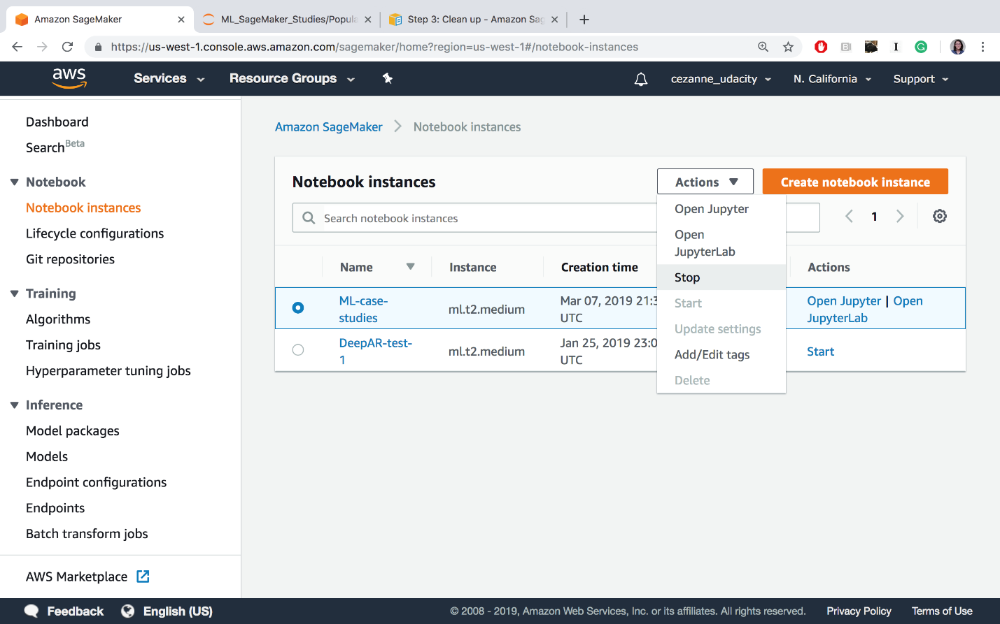 Amazon SageMaker
ML_SageMaker_Studies/Popula
Step 3: Clean up - Amazon Sag
https://us-west-1.console.aws.amazon.com/sagemaker/home?region=us-west-1#/notebook-instances
aws
Services
Resource Groups
cezanne_udacity
N. California
Support
Dashboard
Search Beta
Notebook
Notebook instances
Lifecycle configurations
Git repositories
Training
Algorithms
Training jobs
Hyperparameter tuning jobs
Inference
Model packages
Models
Endpoint configurations
Endpoints
Batch transform jobs
AWS Marketplace
Amazon SageMaker
Notebook instances
Notebook instances
Actions
Create notebook instance
Search notebook instances
1
Open Jupyter
Open
JupyterLab
Stop
Start
Update settings
Add/Edit tags
Delete
Name
Instance
Creation time
Actions
ML-case-
studies
ml.t2.medium
Mar 07, 2019 21:3
UTC
Open Jupyter | Open
JupyterLab
DeepAR-test-
1
ml.t2.medium
Jan 25, 2019 23:0
UTC
Start
Feedback
English (US)
© 2008 - 2019, Amazon Web Services, Inc. or its affiliates. All rights reserved.
Privacy Policy
Terms of Use